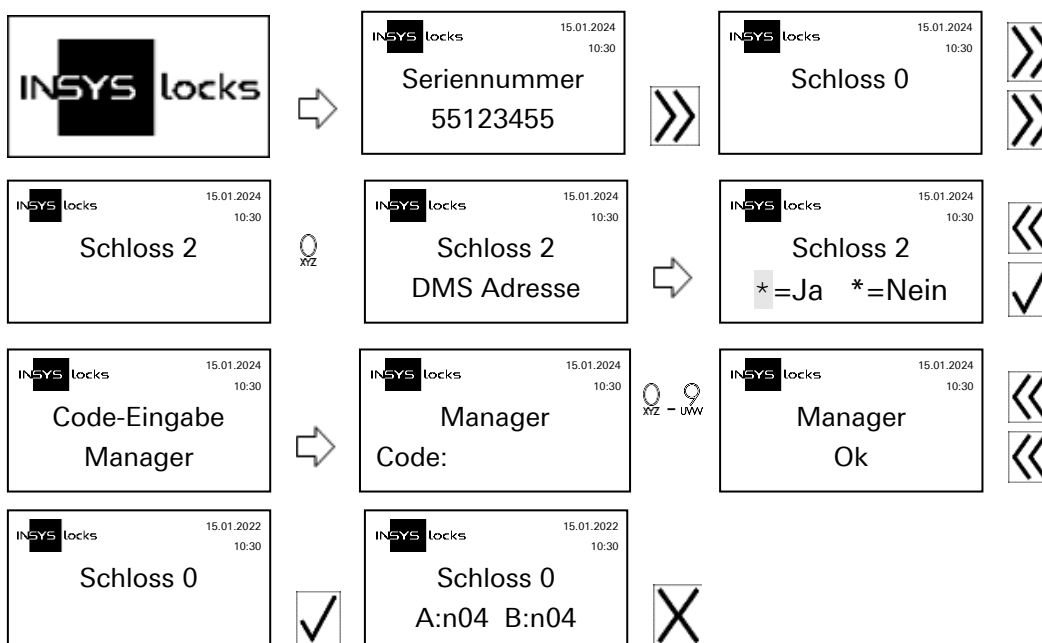 INSYS locks
INSYS locks 15.01.2024
10:30
Seriennummer
55123455
INSYS locks 15.01.2024
10:30
Schloss 0
INSYS locks 15.01.2024
10:30
Schloss 2
0
XYZ
INSYS locks 15.01.2024
10:30
Schloss 2
DMS Adresse
INSYS locks 15.01.2024
10:30
Schloss 2
*=Ja *=Nein
INSYS locks 15.01.2024
10:30
Code-Eingabe
Manager
INSYS locks 15.01.2024
10:30
Manager
Code:
0 - 9
XYZ UVW
INSYS locks 15.01.2024
10:30
Manager
Ok
INSYS locks 15.01.2022
10:30
Schloss 0
INSYS locks 15.01.2022
10:30
Schloss 0
A:n04 B:n04